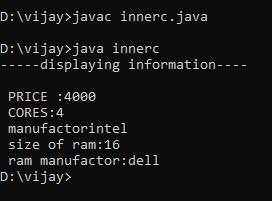 D:\vijay>javac innerc.java
D:\vijay>java innerc
-----displaying information----
PRICE :4000
CORES:4
manufactorintel
size of ram:16
ram manufactor:dell
D:\vijay>